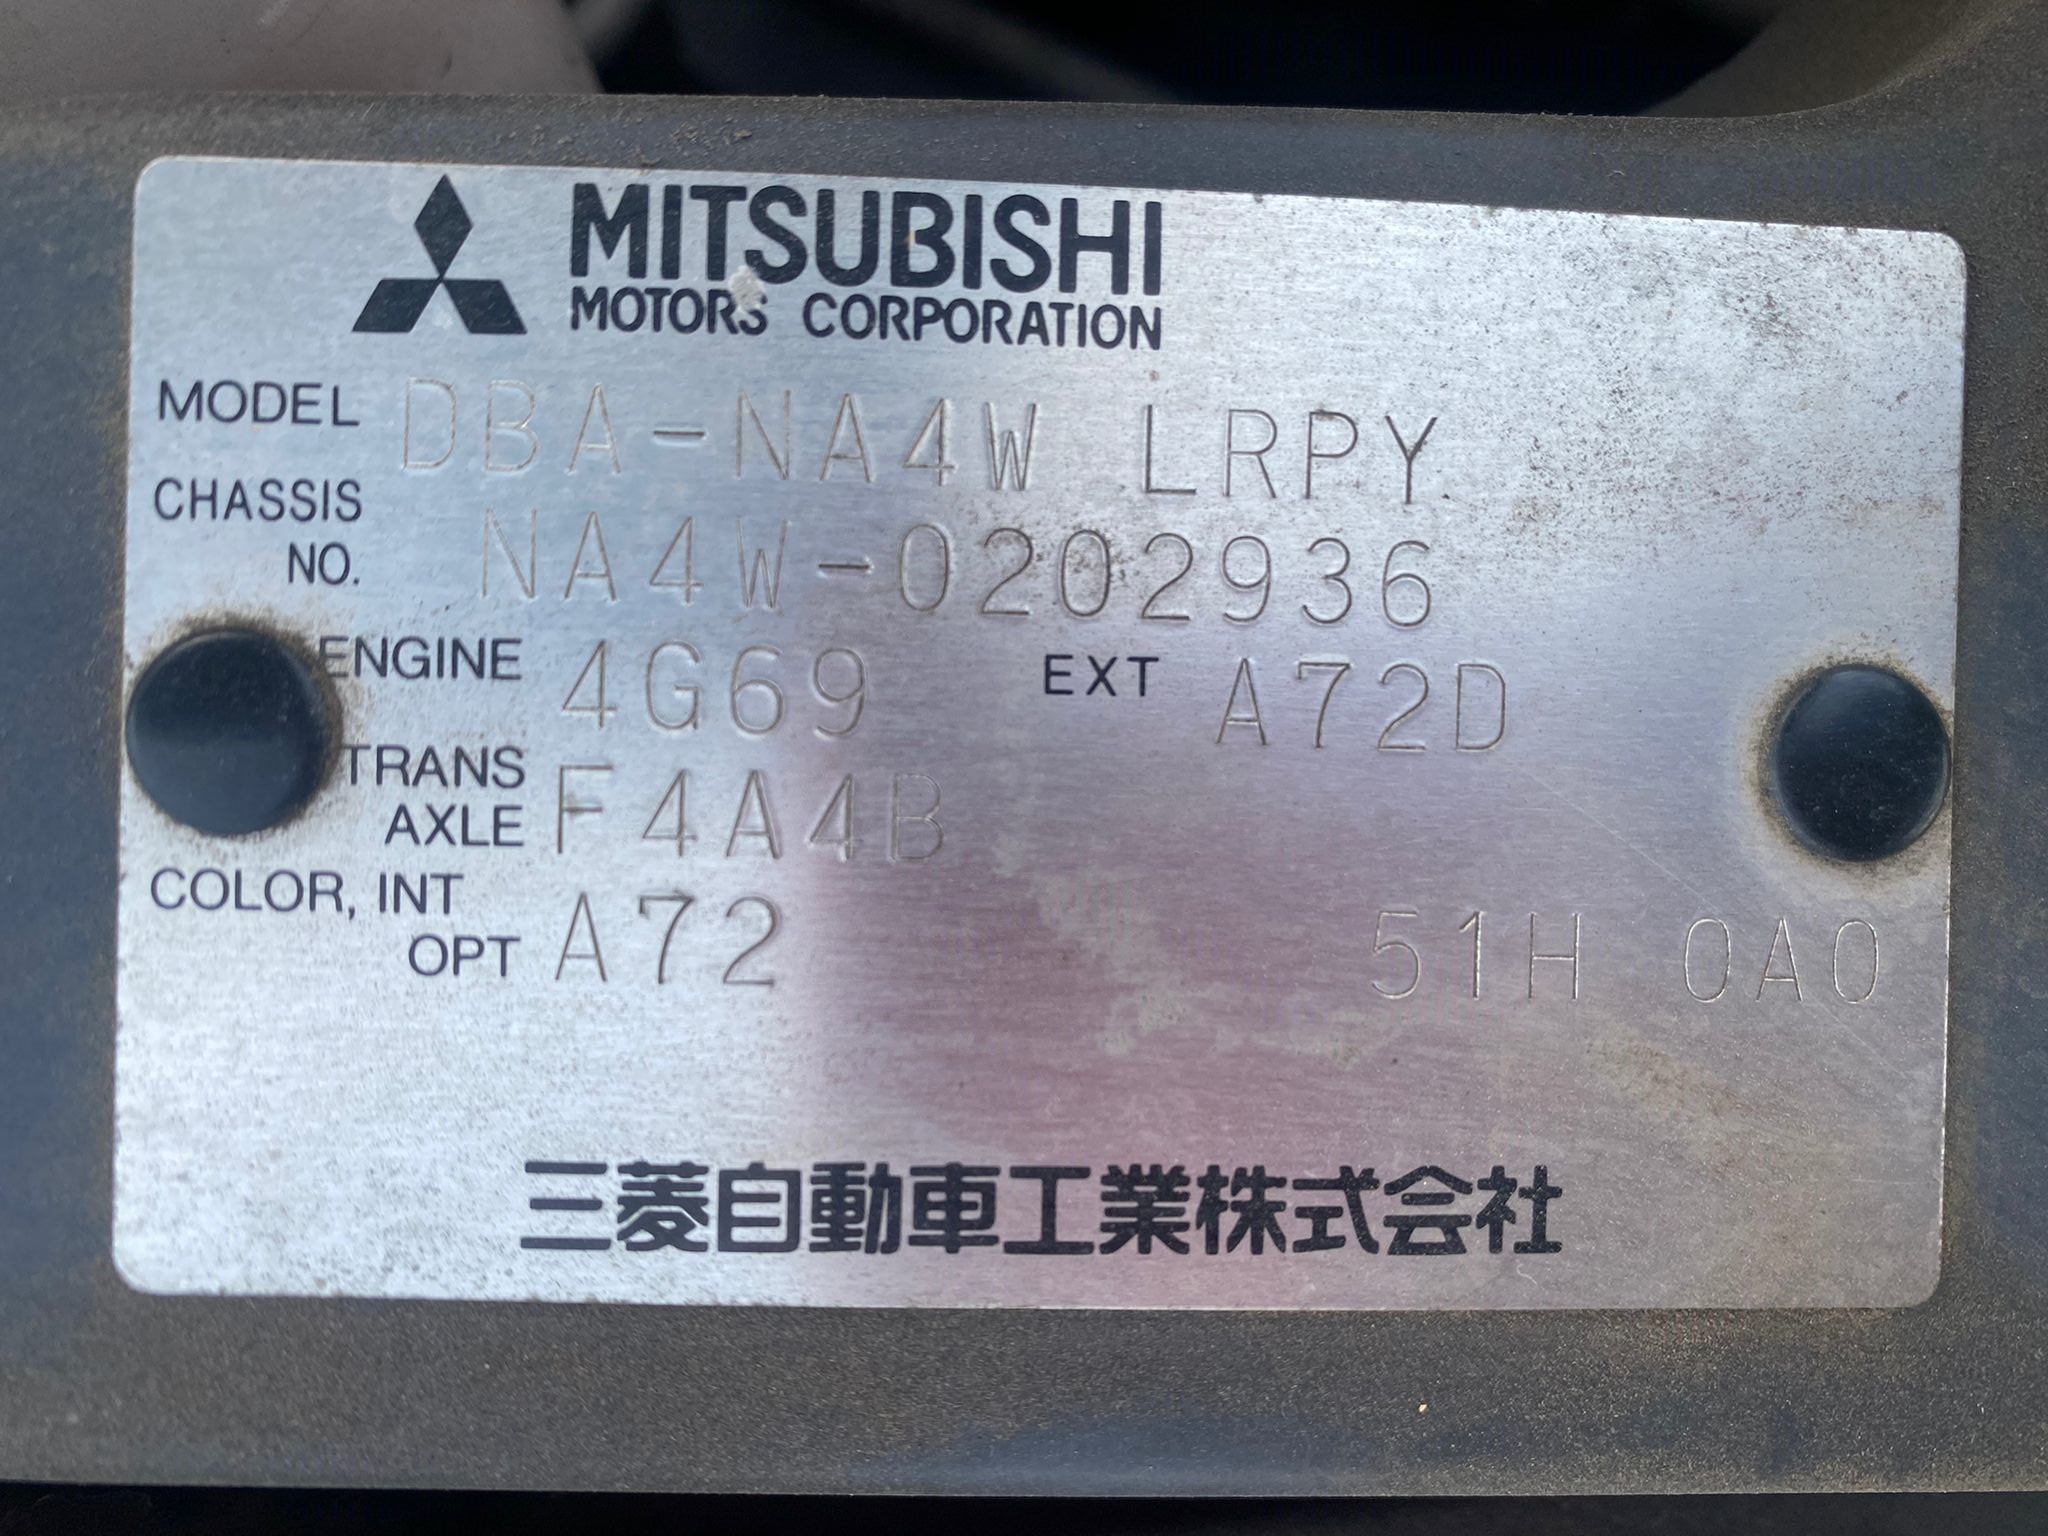 MITSUBISHI
MOTORS CORPORATION
MODEL DBA-NA4W LRPY
CHASSIS
NO. NA4W-0202936
ENGINE 4G69 EXT A72D
TRANS
AXLE F4A4B
COLOR, INT
OPT A72 51H 0A0
三菱自動車工業株式会社